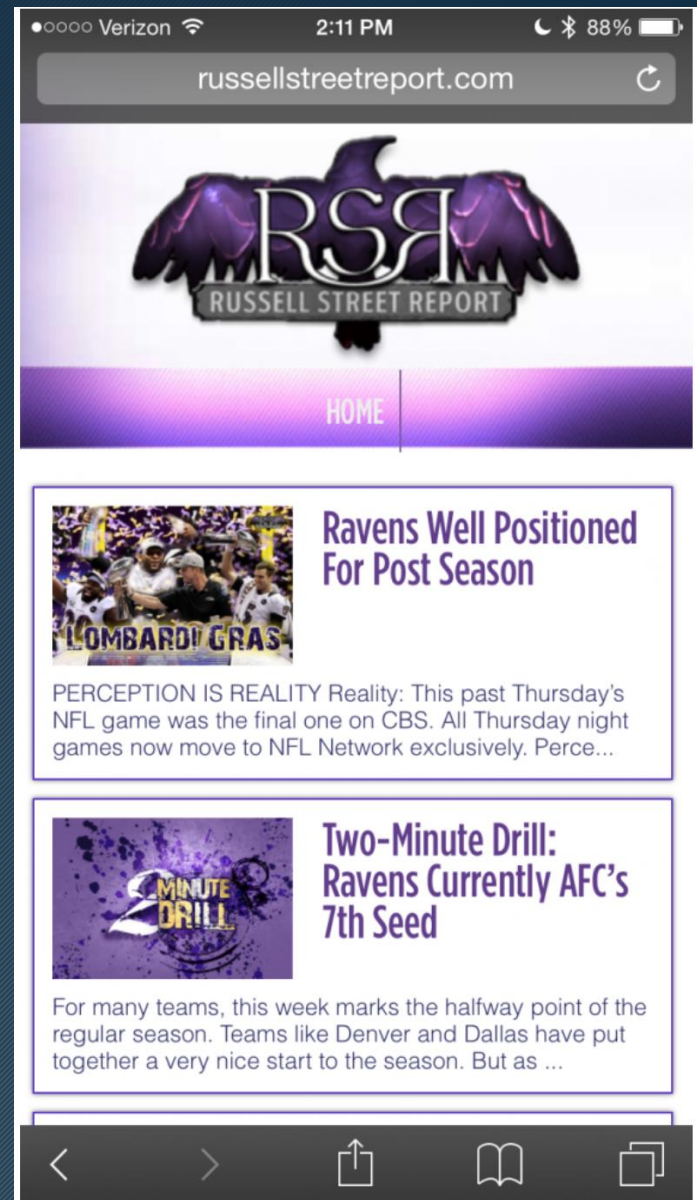 Verizon 2:11 PM 88%
russellstreetreport.com
RSR
RUSSELL STREET REPORT
HOME
Ravens Well Positioned
For Post Season
LOMBARDI GRAS
PERCEPTION IS REALITY Reality: This past Thursday's
NFL game was the final one on CBS. All Thursday night
games now move to NFL Network exclusively. Perce...
Two-Minute Drill:
Ravens Currently AFC's
7th Seed
2 MINUTE
DRILL
For many teams, this week marks the halfway point of the
regular season. Teams like Denver and Dallas have put
together a very nice start to the season. But as ...